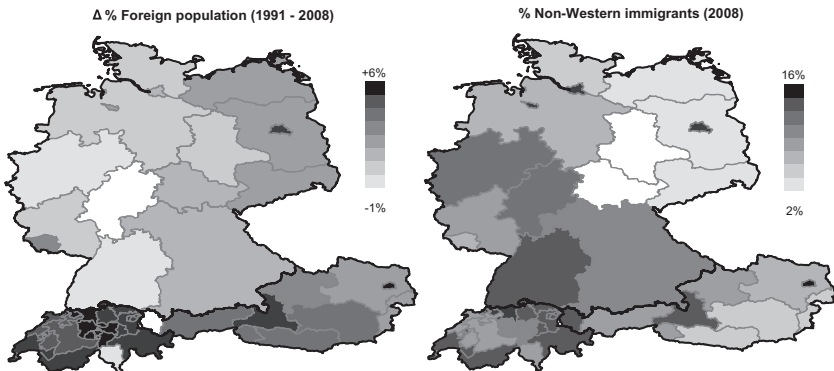 Δ % Foreign population (1991 - 2008)
+6%
-1%
% Non-Western immigrants (2008)
16%
2%